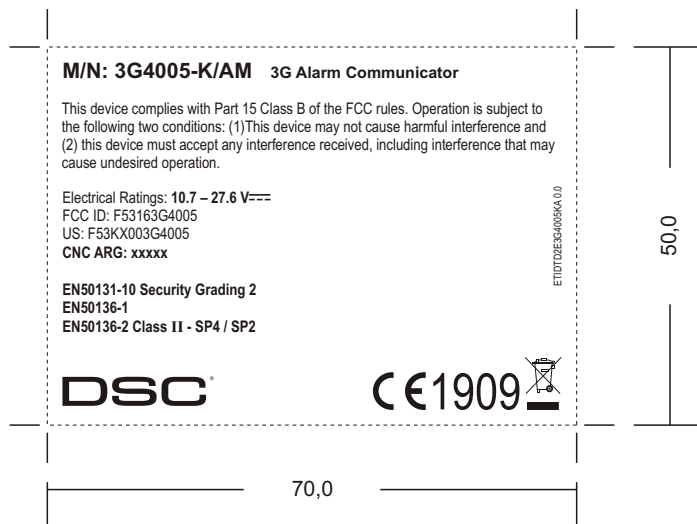 M/N: 3G4005-K/AM 3G Alarm Communicator
This device complies with Part 15 Class B of the FCC rules. Operation is subject to
the following two conditions: (1)This device may not cause harmful interference and
(2) this device must accept any interference received, including interference that may
cause undesired operation.
Electrical Ratings: 10.7 – 27.6 V
FCC ID: F53163G4005
US: F53KX003G4005
CNC ARG: xxxxx
EN50131-10 Security Grading 2
EN50136-1
EN50136-2 Class II - SP4 / SP2
DSC®
CE1909
ETIDTD2E3G4005KA 0.0
50,0
70,0